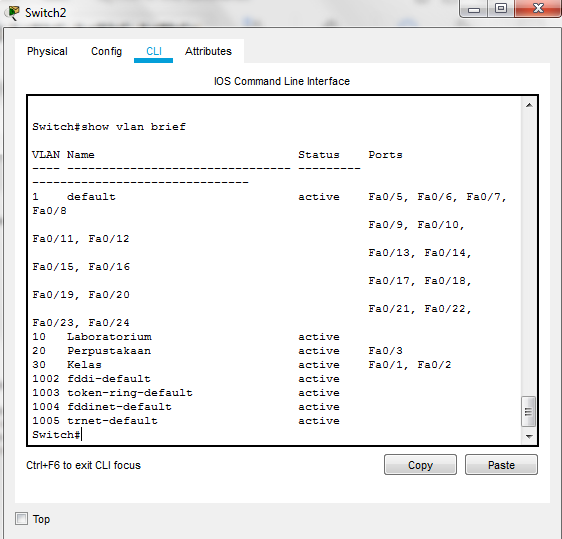 Switch2
Physical Config CLI Attributes
IOS Command Line Interface
Switch#show vlan brief
VLAN Name                             Status    Ports
---- -------------------------------- --------- -------------------------------
1    default                          active    Fa0/5, Fa0/6, Fa0/7,
Fa0/8
                                                Fa0/9, Fa0/10,
Fa0/11, Fa0/12
                                                Fa0/13, Fa0/14,
Fa0/15, Fa0/16
                                                Fa0/17, Fa0/18,
Fa0/19, Fa0/20
                                                Fa0/21, Fa0/22,
Fa0/23, Fa0/24
10   Laboratorium                     active
20   Perpustakaan                     active    Fa0/3
30   Kelas                            active    Fa0/1, Fa0/2
1002 fddi-default                     active
1003 token-ring-default               active
1004 fddinet-default                  active
1005 trnet-default                    active
Switch#
Ctrl+F6 to exit CLI focus
Copy Paste
Top